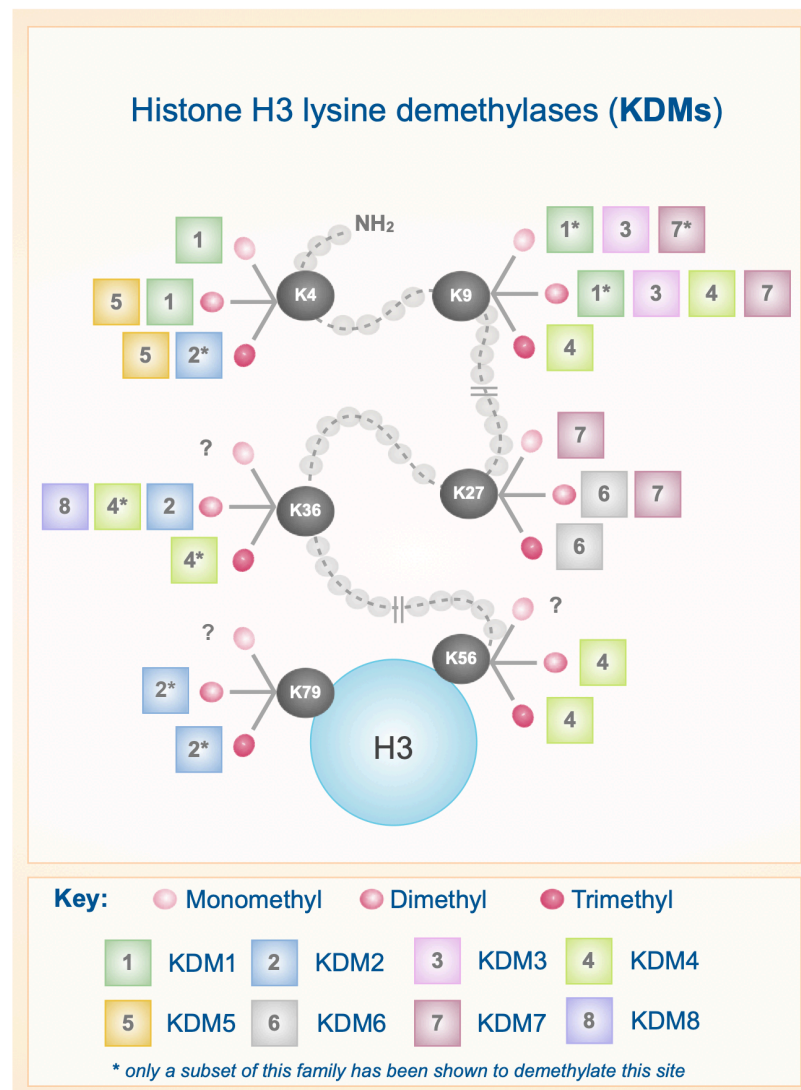 Histone H3 lysine demethylases (KDMs)
NH₂
1
1* 3 7*
K4
K9
5 1
1* 3 4 7
5 2*
4
?
7
8 4* 2
K36
K27
6 7
4*
6
?
?
2*
K79
K56
4
2*
4
H3
Key: Monomethyl Dimethyl Trimethyl
1 KDM1 2 KDM2 3 KDM3 4 KDM4
5 KDM5 6 KDM6 7 KDM7 8 KDM8
* only a subset of this family has been shown to demethylate this site